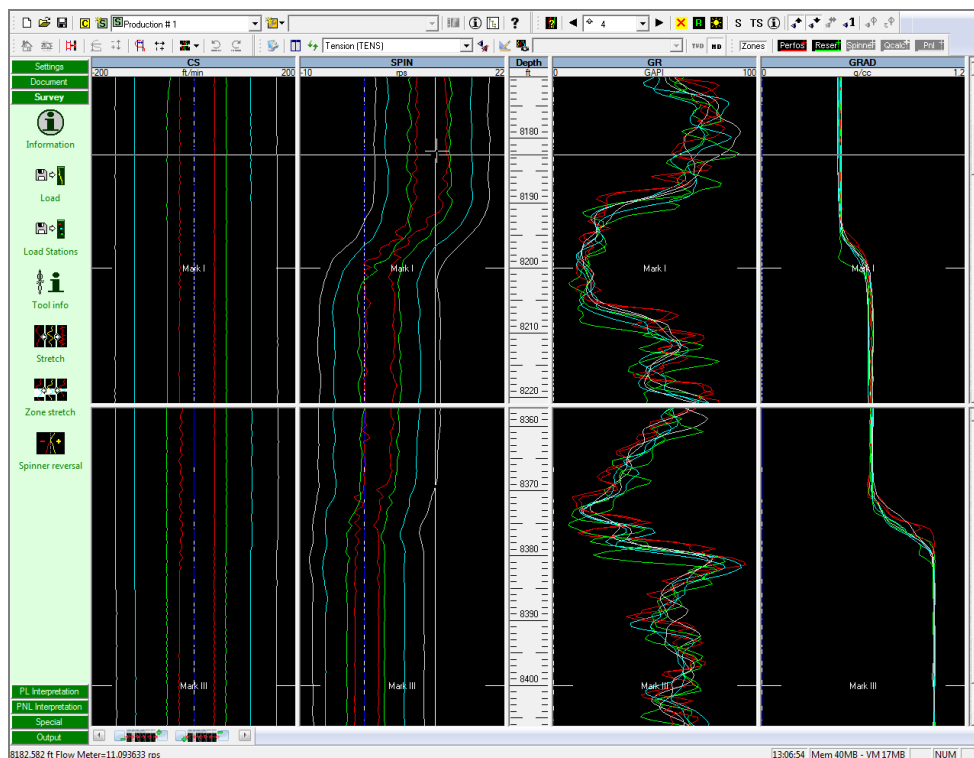 Production # 1
4
S TS
1
Tension (TENS)
TVD MD
Zones Perfos Reser Spinner Qcalc Pnl
Settings
Document
Survey
Information
Load
Load Stations
Tool info
Stretch
Zone stretch
Spinner reversal
PL Interpretation
PNL Interpretation
Special
Output
CS SPIN Depth GR GRAD
-200 ft/min 200 -10 rps 22 ft 0 GAPI 100 0 g/cc 1.2
8180
8190
Mark I Mark I 8200 Mark I Mark I
8210
8220
8360
8370
8380
8390
Mark III Mark III 8400 Mark III Mark III
8182.582 ft Flow Meter=11.093633 rps 13:06:54 Mem 40MB - VM 17MB NUM